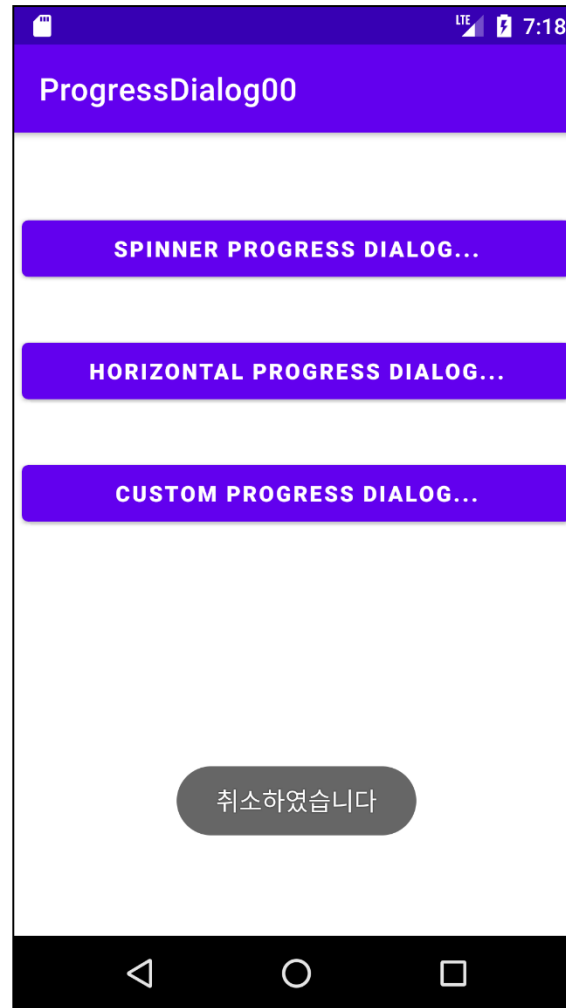 LTE 7:18
ProgressDialog00
SPINNER PROGRESS DIALOG...
HORIZONTAL PROGRESS DIALOG...
CUSTOM PROGRESS DIALOG...
취소하였습니다